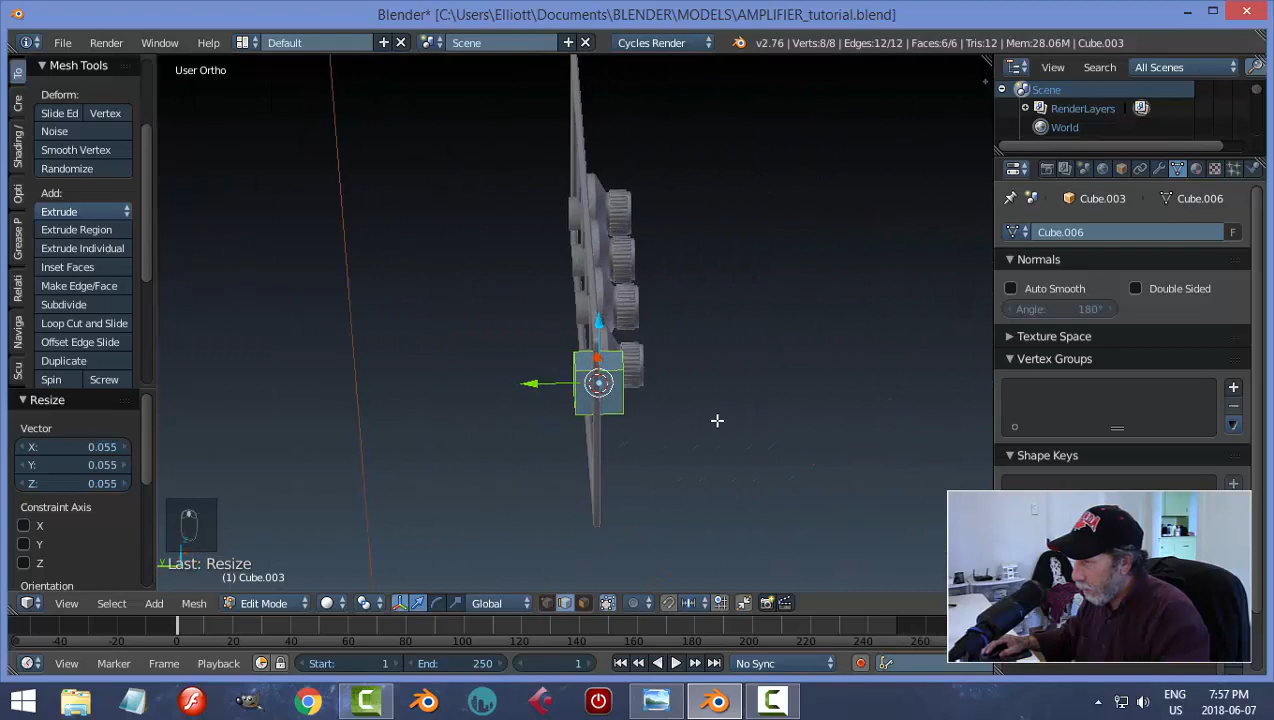 Blender* [C:\Users\Elliott\Documents\BLENDER\MODELS\AMPLIFIER_tutorial.blend]
File Render Window Help Default Scene Cycles Render v2.76 | Verts:8/8 | Edges:12/12 | Faces:6/6 | Tris:12 | Mem:28.06M | Cube.003
Mesh Tools
Deform:
Slide Ed Vertex
Noise
Smooth Vertex
Randomize
Add:
Extrude
Extrude Region
Extrude Individual
Inset Faces
Make Edge/Face
Subdivide
Loop Cut and Slide
Offset Edge Slide
Duplicate
Spin Screw
To
Cre
Shading /
Opti
Grease P
Relati
Naviga
Scu
Resize
Vector
X: 0.055
Y: 0.055
Z: 0.055
Constraint Axis
X
Y
Z
Orientation
User Ortho
Last: Resize
(1) Cube.003
View Search All Scenes
Scene
RenderLayers
World
Cube.003 Cube.006
Cube.006 F
Normals
Auto Smooth Double Sided
Angle: 180°
Texture Space
Vertex Groups
Shape Keys
View Select Add Mesh Edit Mode Global
-40 -20 0 20 40 60 80 100 120 140 160 180 200 220 240 260
View Marker Frame Playback Start: 1 End: 250 1 No Sync
ENG
US
7:57 PM
2018-06-07